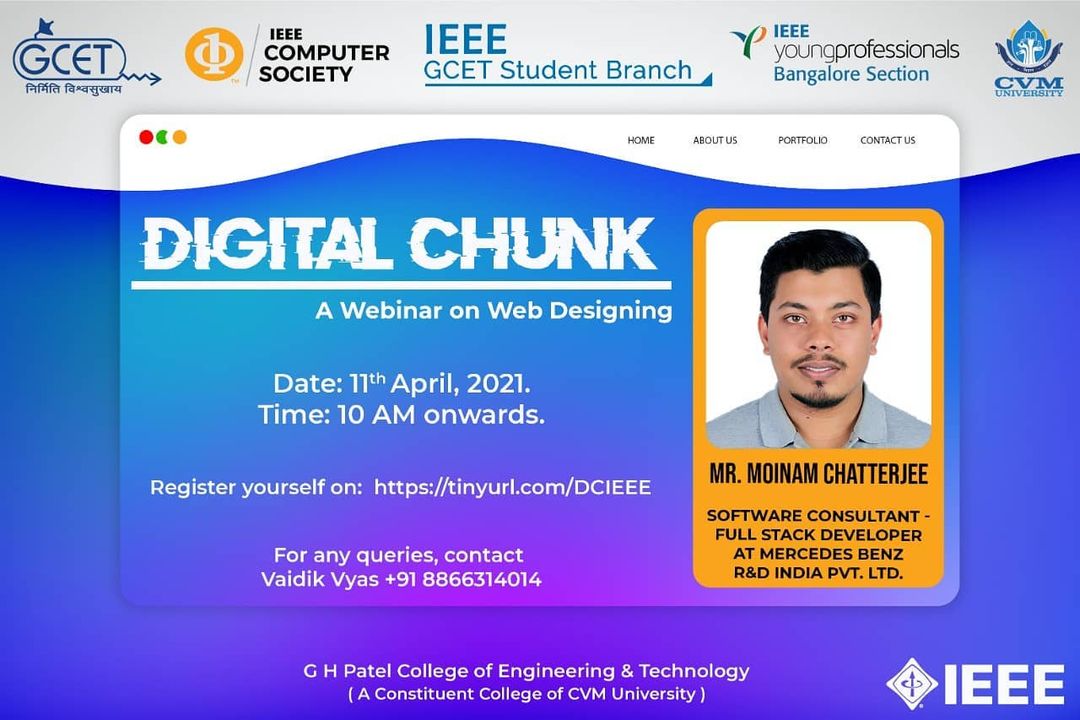 GCET
निर्मिति विश्वसुखाय
IEEE
COMPUTER
SOCIETY
TM
IEEE
GCET Student Branch
IEEE
youngprofessionals
Bangalore Section
CVM
UNIVERSITY
HOME ABOUT US PORTFOLIO CONTACT US
DIGITAL CHUNK
A Webinar on Web Designing
Date: 11th April, 2021.
Time: 10 AM onwards.
Register yourself on: https://tinyurl.com/DCIEEE
For any queries, contact
Vaidik Vyas +91 8866314014
MR. MOINAM CHATTERJEE
SOFTWARE CONSULTANT -
FULL STACK DEVELOPER
AT MERCEDES BENZ
R&D INDIA PVT. LTD.
G H Patel College of Engineering & Technology
( A Constituent College of CVM University )
IEEE